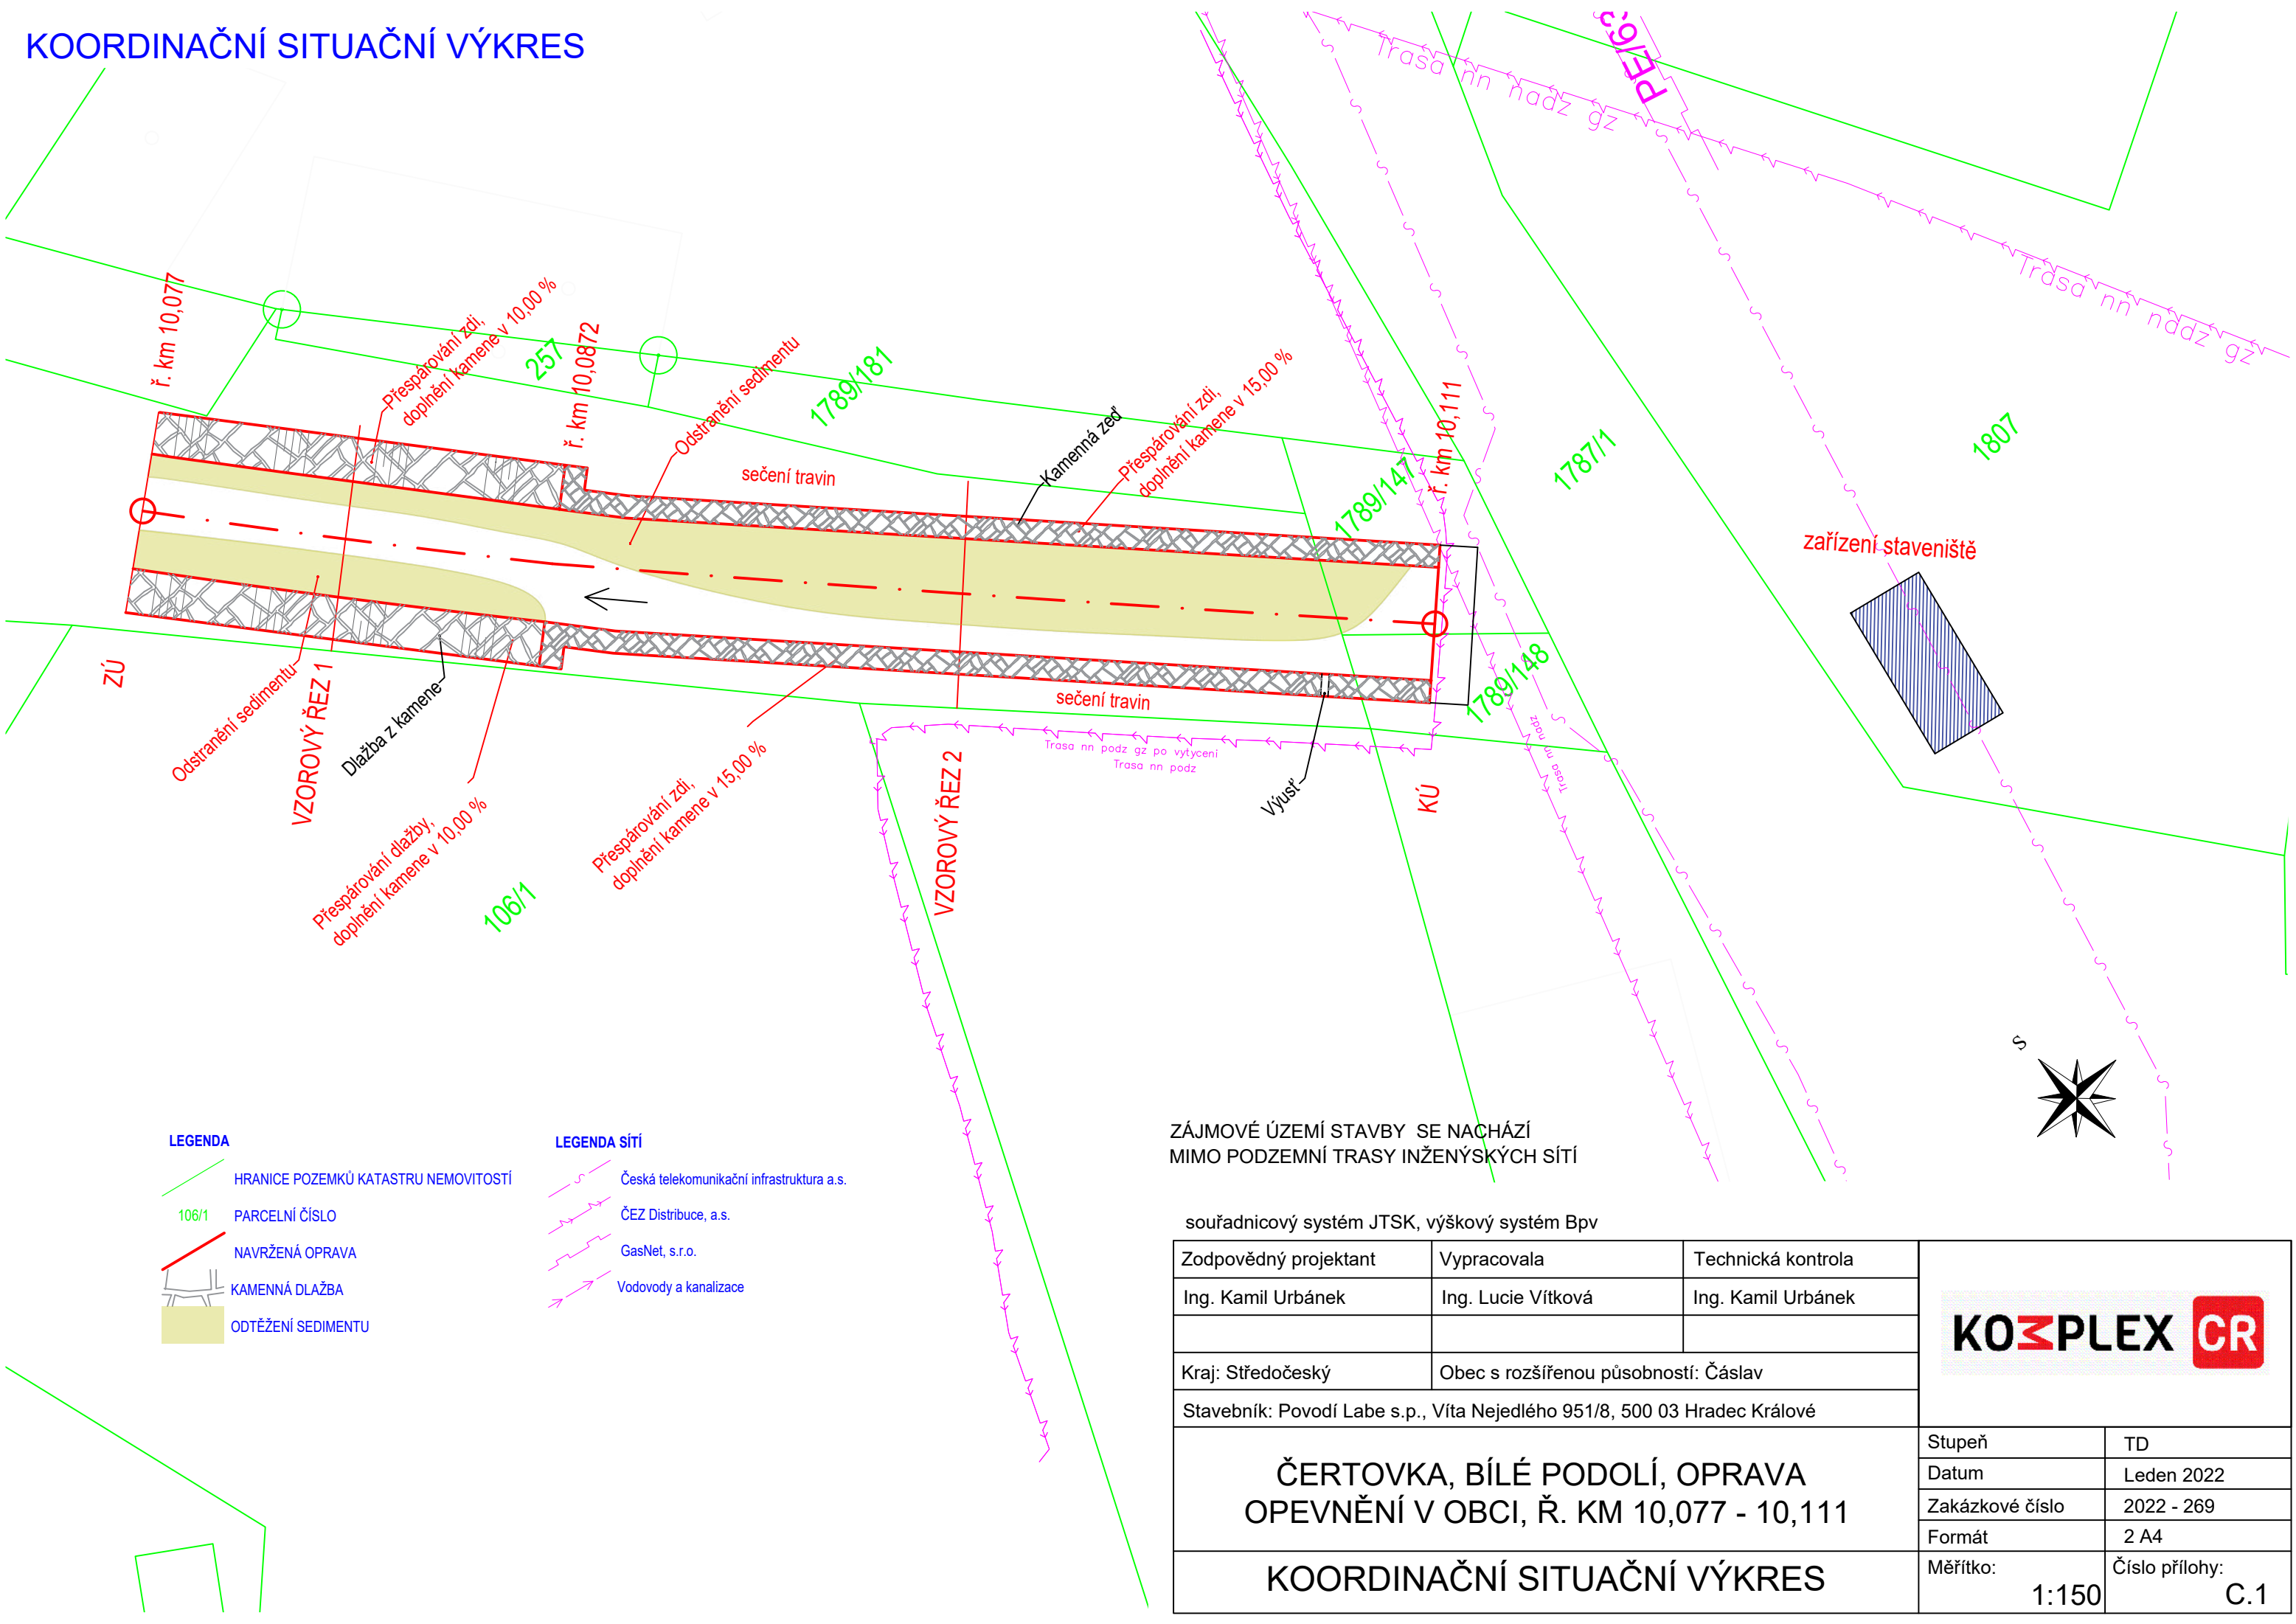 KOORDINAČNÍ SITUAČNÍ VÝKRES
Trasa nn nadz gz
PE/63
Trasa nn nadz gz
ř. km 10,077
Přespárování zdi,
doplnění kamene v 10,00 %
257
ř. km 10,0872
Odstranění sedimentu
1789/181
sečení travin
Kamenná zeď
Přespárování zdi,
doplnění kamene v 15,00 %
ř. km 10,111
1789/147
1787/1
1807
zařízení staveniště
ZÚ
Odstranění sedimentu
VZOROVÝ ŘEZ 1
Dlažba z kamene
Přespárování dlažby,
doplnění kamene v 10,00 %
106/1
Přespárování zdi,
doplnění kamene v 15,00 %
VZOROVÝ ŘEZ 2
sečení travin
Trasa nn podz gz po vytyceni
Trasa nn podz
Výusť
KÚ
1789/148
Trasa nn nadz
S
LEGENDA
HRANICE POZEMKŮ KATASTRU NEMOVITOSTÍ
106/1 PARCELNÍ ČÍSLO
NAVRŽENÁ OPRAVA
KAMENNÁ DLAŽBA
ODTĚŽENÍ SEDIMENTU
LEGENDA SÍTÍ
Česká telekomunikační infrastruktura a.s.
ČEZ Distribuce, a.s.
GasNet, s.r.o.
Vodovody a kanalizace
ZÁJMOVÉ ÚZEMÍ STAVBY SE NACHÁZÍ
MIMO PODZEMNÍ TRASY INŽENÝSKÝCH SÍTÍ
souřadnicový systém JTSK, výškový systém Bpv
Zodpovědný projektant Vypracovala Technická kontrola
Ing. Kamil Urbánek Ing. Lucie Vítková Ing. Kamil Urbánek
Kraj: Středočeský Obec s rozšířenou působností: Čáslav
Stavebník: Povodí Labe s.p., Víta Nejedlého 951/8, 500 03 Hradec Králové
KOMPLEX CR
ČERTOVKA, BÍLÉ PODOLÍ, OPRAVA
OPEVNĚNÍ V OBCI, Ř. KM 10,077 - 10,111
KOORDINAČNÍ SITUAČNÍ VÝKRES
Stupeň TD
Datum Leden 2022
Zakázkové číslo 2022 - 269
Formát 2 A4
Měřítko: 1:150
Číslo přílohy: C.1